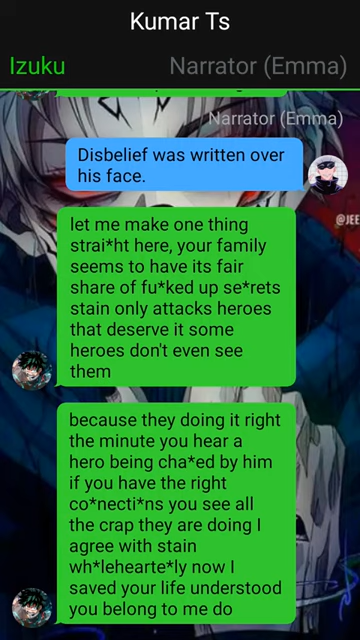 Kumar Ts
Izuku
Narrator (Emma)
Narrator (Emma)
Disbelief was written over
his face.
@JEE
let me make one thing
strai*ht here, your family
seems to have its fair
share of fu*ked up se*rets
stain only attacks heroes
that deserve it some
heroes don't even see
them
because they doing it right
the minute you hear a
hero being cha*ed by him
if you have the right
co*necti*ns you see all
the crap they are doing I
agree with stain
wh*lehearte*ly now I
saved your life understood
you belong to me do